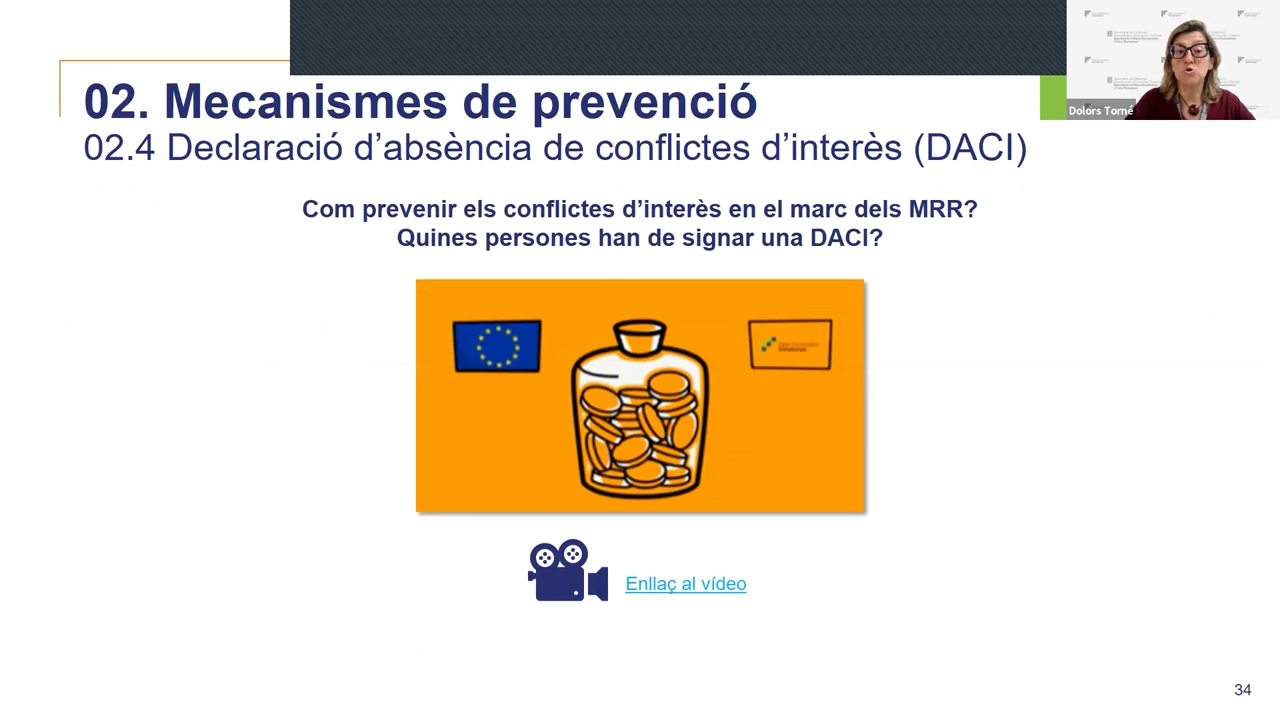 02. Mecanismes de prevenció
02.4 Declaració d'absència de conflictes d'interès (DACI)
Dolors Tomé
Com prevenir els conflictes d'interès en el marc dels MRR?
Quines persones han de signar una DACI?
Enllaç al vídeo
34